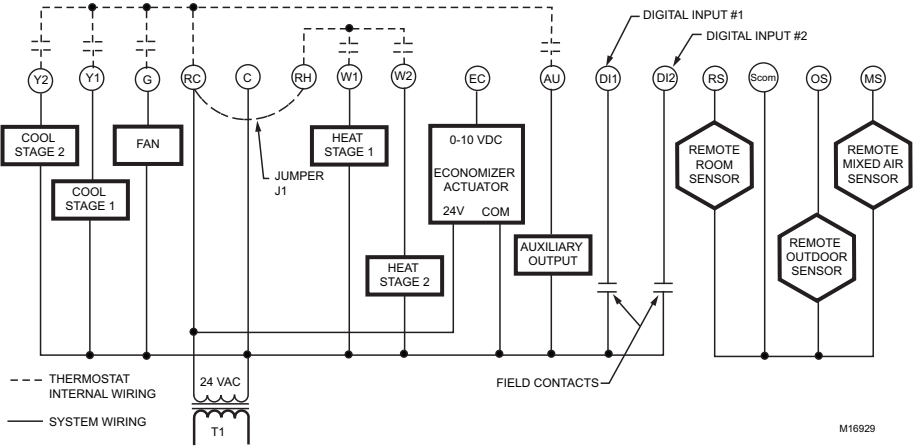 DIGITAL INPUT #1
DIGITAL INPUT #2
Y2
Y1
G
RC
C
RH
W1
W2
EC
AU
DI1
DI2
RS
Scom
OS
MS
COOL
STAGE 2
COOL
STAGE 1
FAN
JUMPER
J1
HEAT
STAGE 1
HEAT
STAGE 2
0-10 VDC
ECONOMIZER
ACTUATOR
24V
COM
AUXILIARY
OUTPUT
REMOTE
ROOM
SENSOR
REMOTE
OUTDOOR
SENSOR
REMOTE
MIXED AIR
SENSOR
THERMOSTAT
INTERNAL WIRING
SYSTEM WIRING
24 VAC
T1
FIELD CONTACTS
M16929